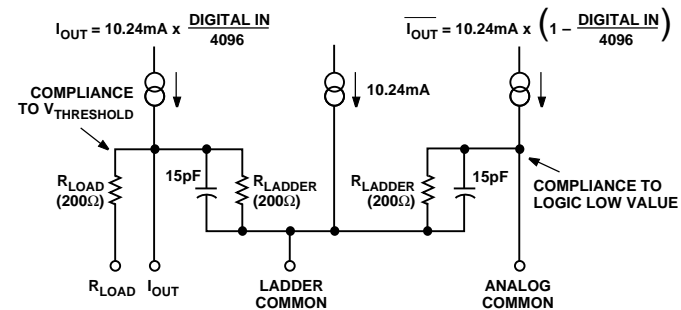 I_OUT = 10.24mA x DIGITAL IN / 4096
I̅_̅O̅U̅T̅ = 10.24mA x (1 – DIGITAL IN / 4096)
COMPLIANCE
TO V_THRESHOLD
10.24mA
R_LOAD
(200Ω)
15pF
R_LADDER
(200Ω)
R_LADDER
(200Ω)
15pF
COMPLIANCE TO
LOGIC LOW VALUE
R_LOAD
I_OUT
LADDER
COMMON
ANALOG
COMMON